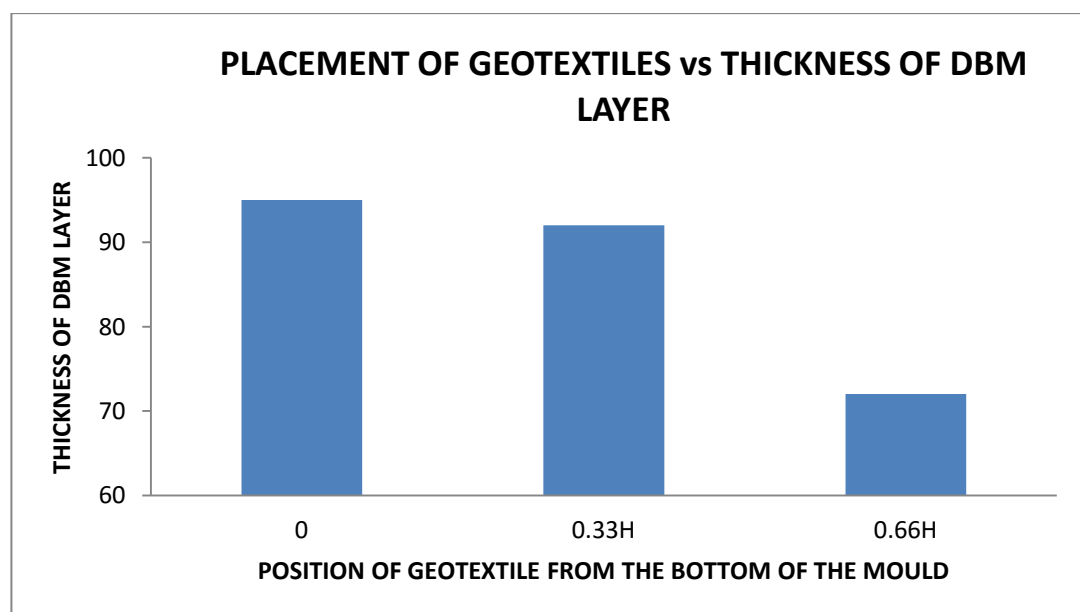 PLACEMENT OF GEOTEXTILES vs THICKNESS OF DBM
LAYER
THICKNESS OF DBM LAYER
100
90
80
70
60
0
0.33H
0.66H
POSITION OF GEOTEXTILE FROM THE BOTTOM OF THE MOULD